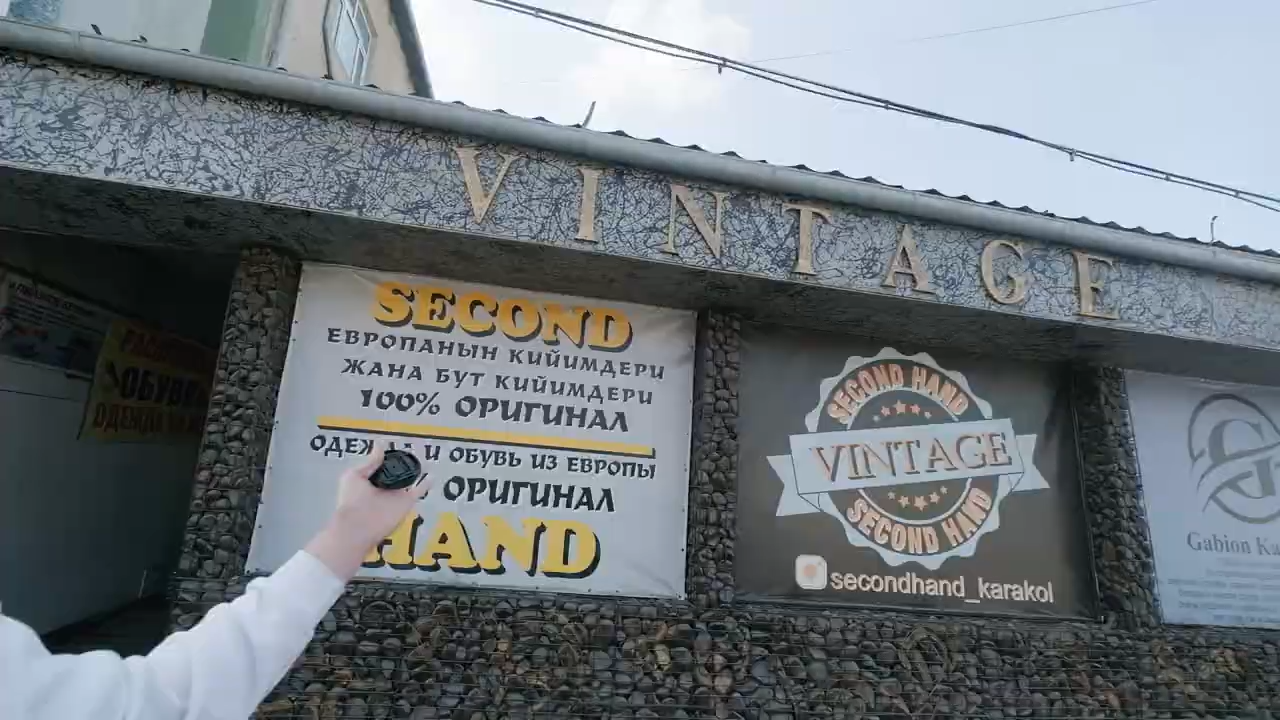 VINTAGE
SECOND
ЕВРОПАНЫН КИЙИМДЕРИ
ЖАНА БУТ КИЙИМДЕРИ
100% ОРИГИНАЛ
И ОБУВЬ ИЗ ЕВРОПЫ
ОРИГИНАЛ
HAND
SECOND HAND
VINTAGE
SECOND HAND
secondhand_karakol
Gabion
ОБУВЬ
ОДЕЖДА